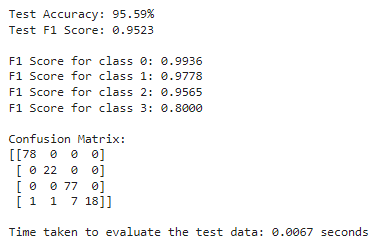 Test Accuracy: 95.59%
Test F1 Score: 0.9523
F1 Score for class 0: 0.9936
F1 Score for class 1: 0.9778
F1 Score for class 2: 0.9565
F1 Score for class 3: 0.8000
Confusion Matrix:
[[78  0  0  0]
 [ 0 22  0  0]
 [ 0  0 77  0]
 [ 1  1  7 18]]
Time taken to evaluate the test data: 0.0067 seconds